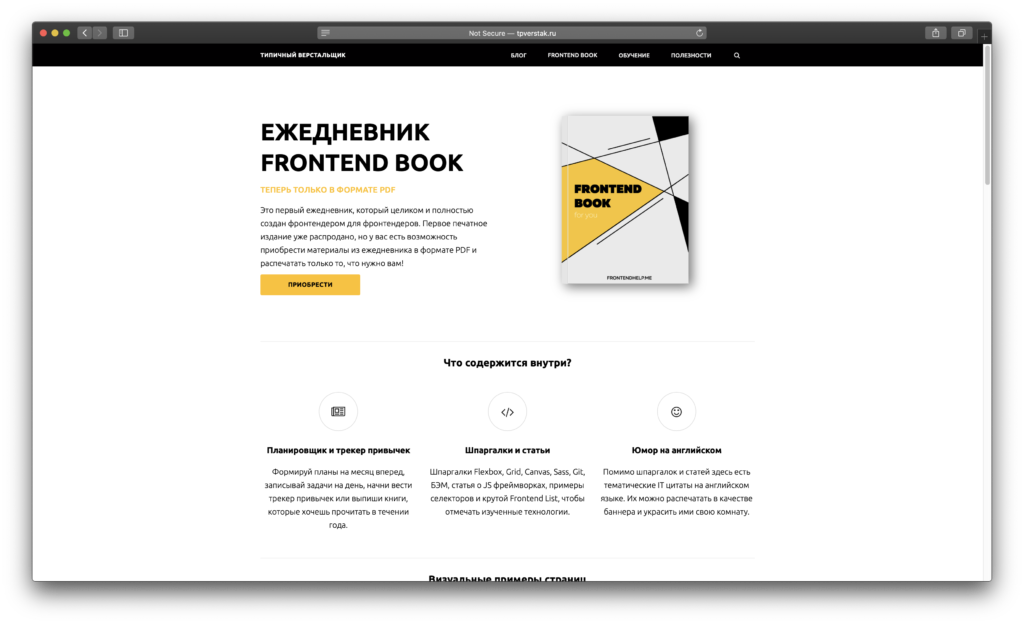 Not Secure — tpverstak.ru
ТИПИЧНЫЙ ВЕРСТАЛЬЩИК
БЛОГ
FRONTEND BOOK
ОБУЧЕНИЕ
ПОЛЕЗНОСТИ
ЕЖЕДНЕВНИК
FRONTEND BOOK
ТЕПЕРЬ ТОЛЬКО В ФОРМАТЕ PDF
Это первый ежедневник, который целиком и полностью
создан фронтендером для фронтендеров. Первое печатное
издание уже распродано, но у вас есть возможность
приобрести материалы из ежедневника в формате PDF и
распечатать только то, что нужно вам!
ПРИОБРЕСТИ
FRONTEND
BOOK
for you
FRONTENDHELP.ME
Что содержится внутри?
Планировщик и трекер привычек
Формируй планы на месяц вперед,
записывай задачи на день, начни вести
трекер привычек или выпиши книги,
которые хочешь прочитать в течении
года.
Шпаргалки и статьи
Шпаргалки Flexbox, Grid, Canvas, Sass, Git,
БЭМ, статья о JS фреймворках, примеры
селекторов и крутой Frontend List, чтобы
отмечать изученные технологии.
Юмор на английском
Помимо шпаргалок и статей здесь есть
тематические IT цитаты на английском
языке. Их можно распечатать в качестве
баннера и украсить ими свою комнату.
Визуальные примеры страниц